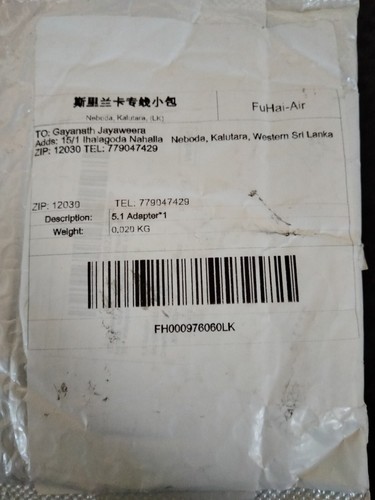 斯里兰卡专线小包
FuHai-Air
Neboda, Kalutara, (LK)
TO: Gayanath Jayaweera
Adds: 15/1 Ihalagoda Nahalla Neboda, Kalutara, Western Sri Lanka
ZIP: 12030 TEL: 779047429
ZIP: 12030 TEL: 779047429
Description: 5.1 Adapter*1
Weight: 0.020 KG
FH000976060LK